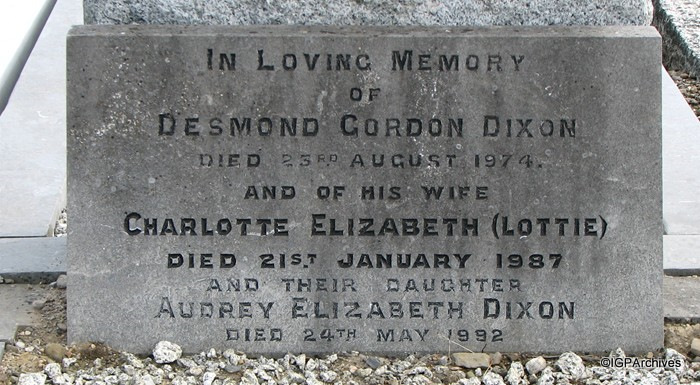 IN LOVING MEMORY
OF
DESMOND GORDON DIXON
DIED 23RD AUGUST 1974.
AND OF HIS WIFE
CHARLOTTE ELIZABETH (LOTTIE)
DIED 21ST. JANUARY 1987
AND THEIR DAUGHTER
AUDREY ELIZABETH DIXON
DIED 24TH MAY 1992
©IGPArchives